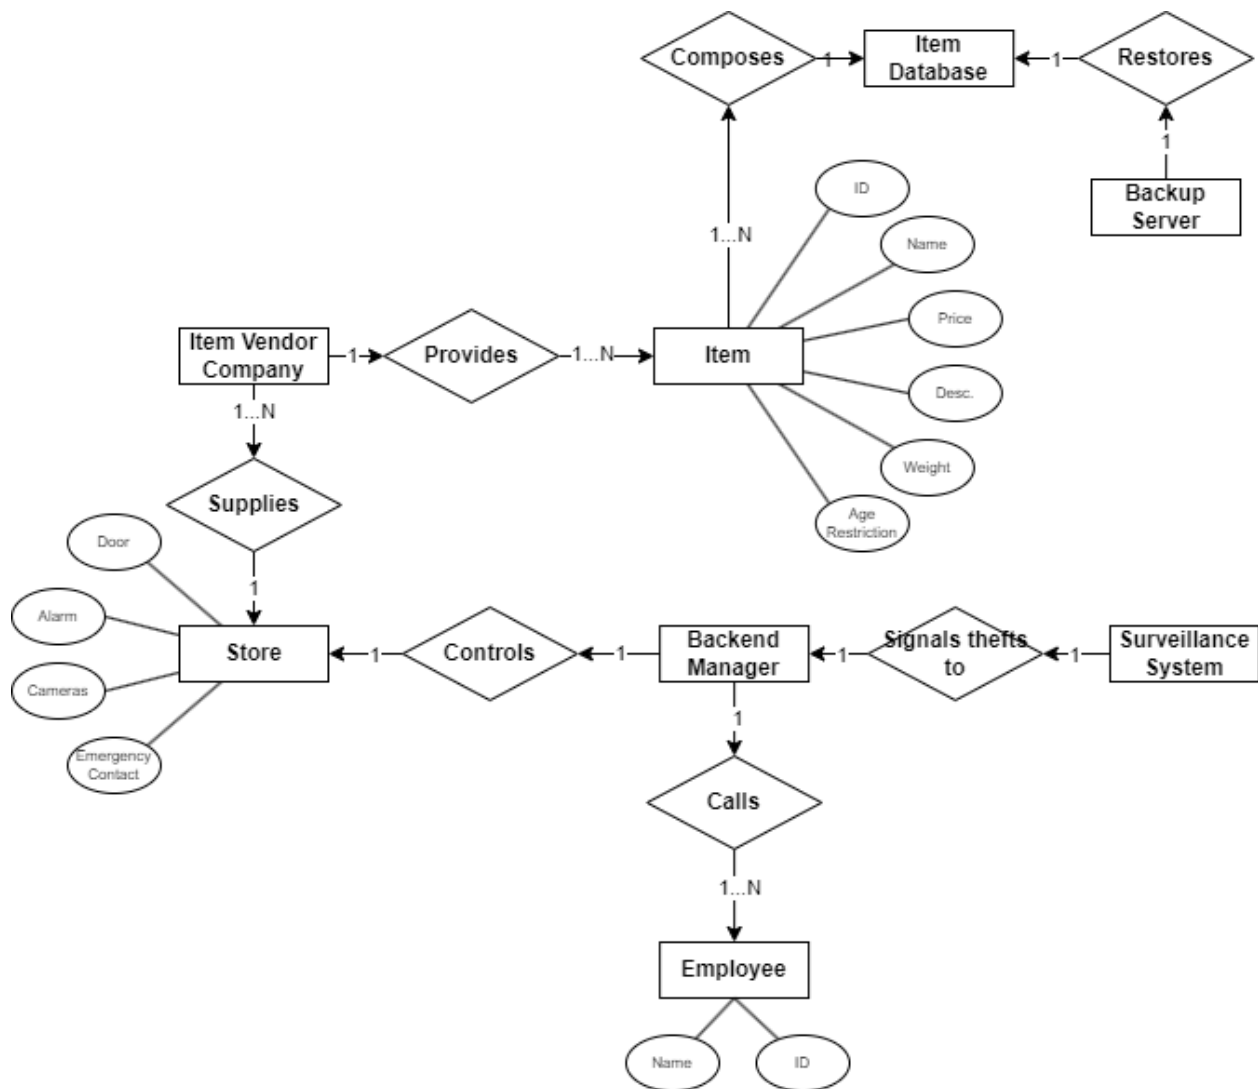 Composes
1
Item
Database
1
Restores
1
Backup
Server
ID
1...N
Name
Price
Item Vendor
Company
1
Provides
1...N
Item
Desc.
1...N
Weight
Supplies
Age
Restriction
Door
1
Alarm
Store
1
Controls
1
Backend
Manager
1
Signals thefts
to
1
Surveillance
System
Cameras
1
Emergency
Contact
Calls
1...N
Employee
Name
ID